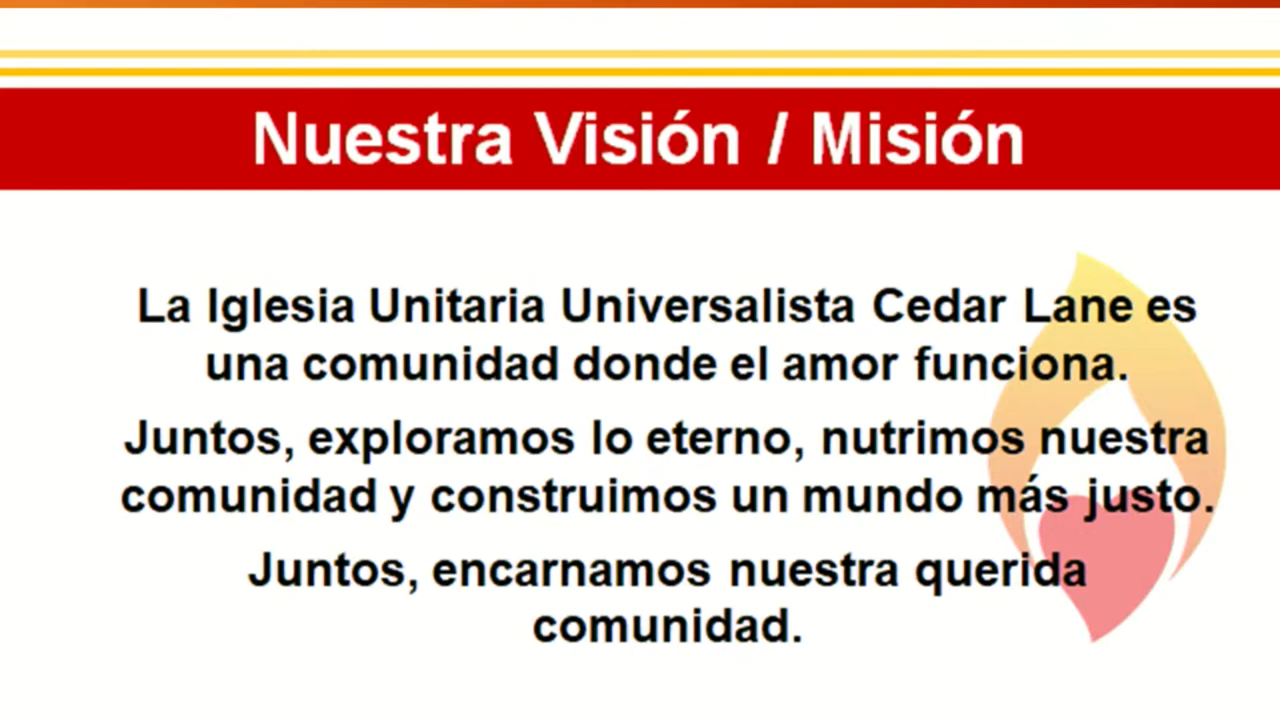 Nuestra Visión / Misión
La Iglesia Unitaria Universalista Cedar Lane es
una comunidad donde el amor funciona.
Juntos, exploramos lo eterno, nutrimos nuestra
comunidad y construimos un mundo más justo.
Juntos, encarnamos nuestra querida
comunidad.